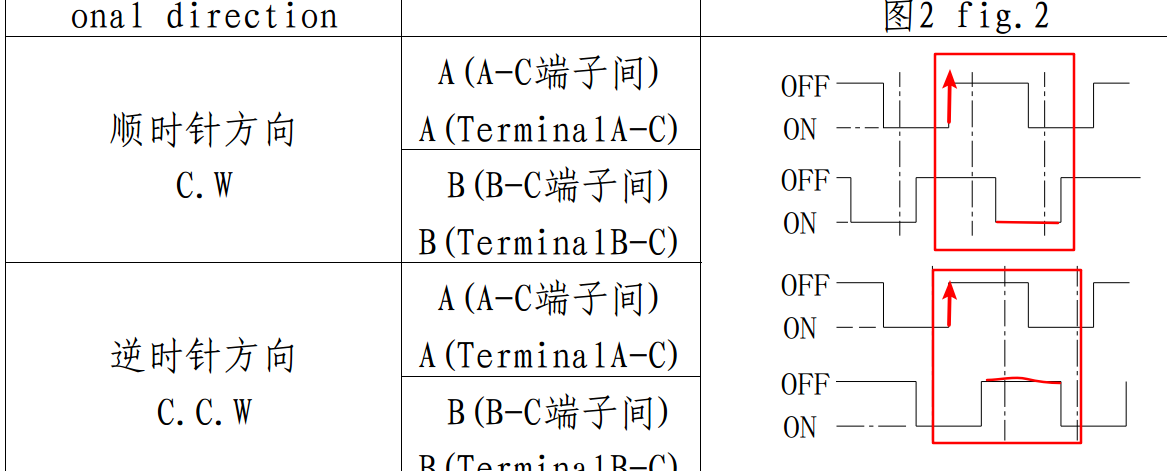 onal direction
图2 fig.2
顺时针方向
C.W
A(A-C端子间)
A(TerminalA-C)
B(B-C端子间)
B(TerminalB-C)
OFF
ON
OFF
ON
逆时针方向
C.C.W
A(A-C端子间)
A(TerminalA-C)
B(B-C端子间)
B(TerminalB-C)
OFF
ON
OFF
ON